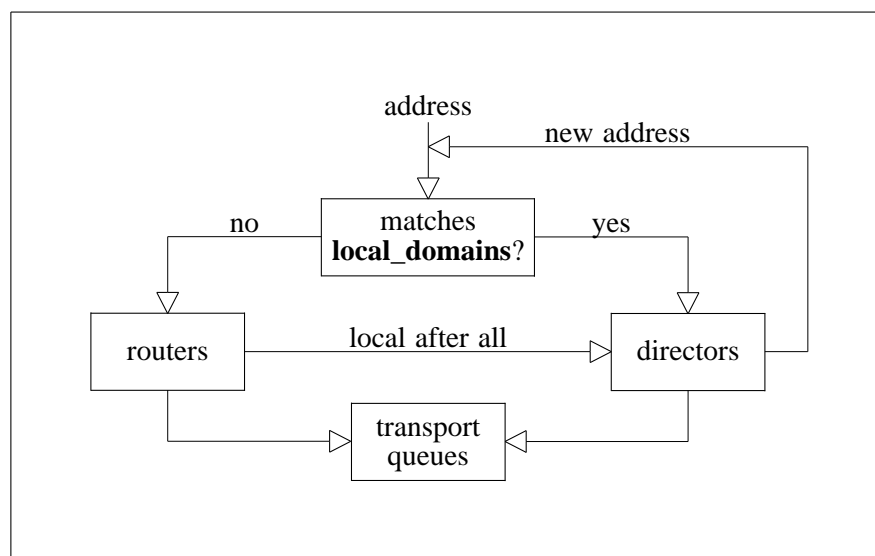 address
new address
matches
no
yes
local_domains?
routers
local after all
directors
transport
queues